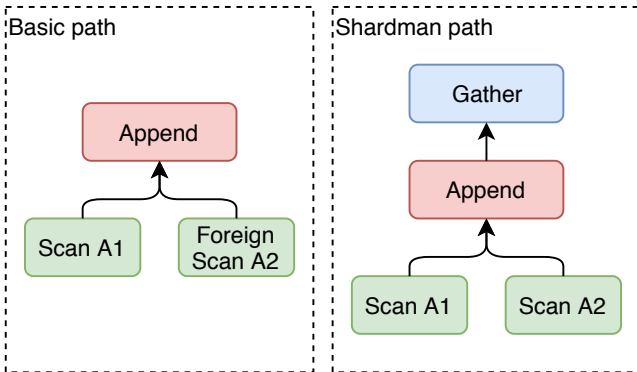 Basic path
Append
Scan A1
Foreign
Scan A2
Shardman path
Gather
Append
Scan A1
Scan A2